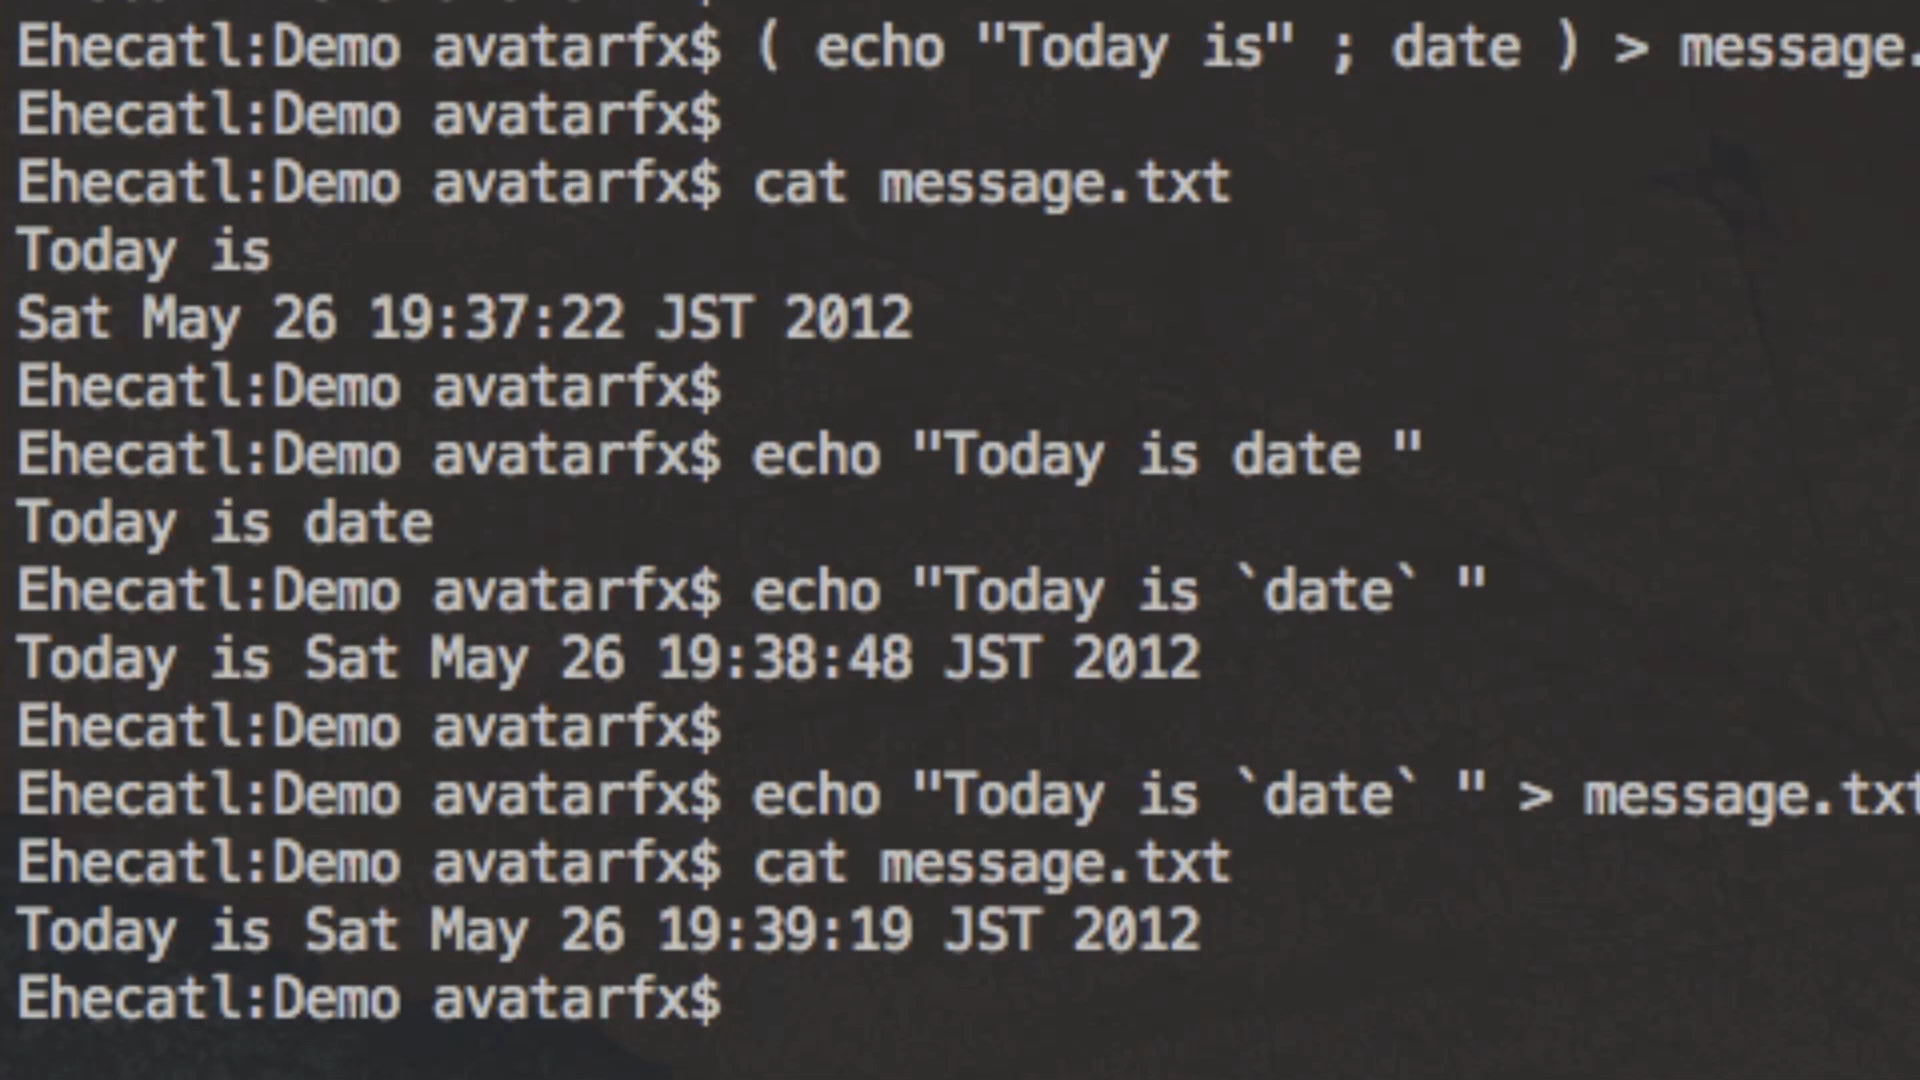 Ehecatl:Demo avatarfx$ ( echo "Today is" ; date ) > message.
Ehecatl:Demo avatarfx$
Ehecatl:Demo avatarfx$ cat message.txt
Today is
Sat May 26 19:37:22 JST 2012
Ehecatl:Demo avatarfx$
Ehecatl:Demo avatarfx$ echo "Today is date "
Today is date
Ehecatl:Demo avatarfx$ echo "Today is `date` "
Today is Sat May 26 19:38:48 JST 2012
Ehecatl:Demo avatarfx$
Ehecatl:Demo avatarfx$ echo "Today is `date` " > message.txt
Ehecatl:Demo avatarfx$ cat message.txt
Today is Sat May 26 19:39:19 JST 2012
Ehecatl:Demo avatarfx$